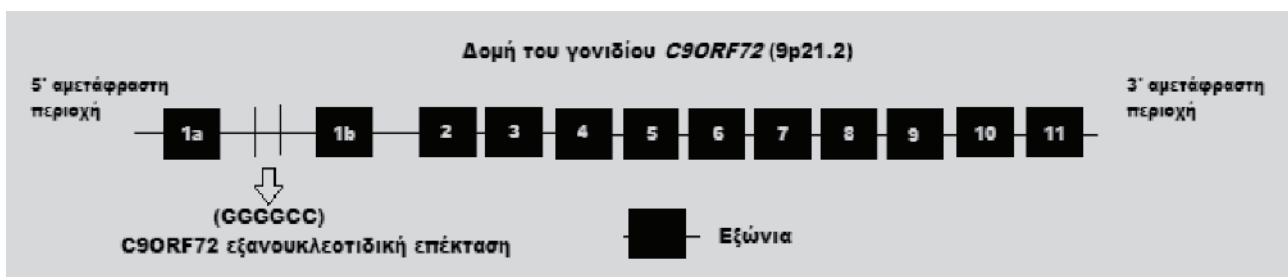 Δομή του γονιδίου C9ORF72 (9p21.2)
5' αμετάφραστη
περιοχή
3' αμετάφραστη
περιοχή
1a 1b 2 3 4 5 6 7 8 9 10 11
(GGGGCC)
C9ORF72 εξανουκλεοτιδική επέκταση
Εξώνια